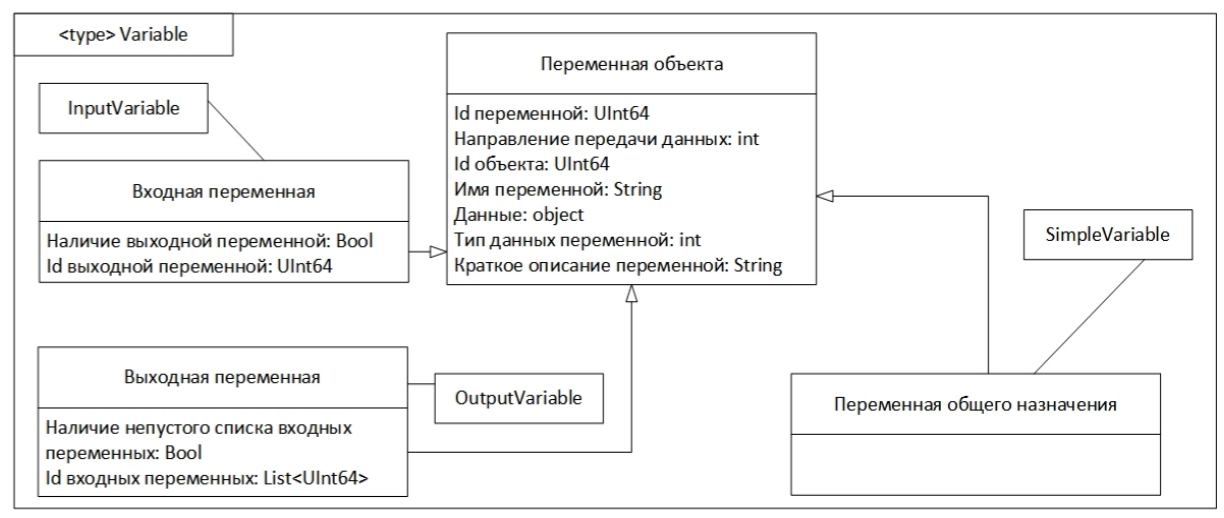 <type> Variable
Переменная объекта
Id переменной: UInt64
Направление передачи данных: int
Id объекта: UInt64
Имя переменной: String
Данные: object
Тип данных переменной: int
Краткое описание переменной: String
InputVariable
Входная переменная
Наличие выходной переменной: Bool
Id выходной переменной: UInt64
SimpleVariable
Выходная переменная
Наличие непустого списка входных
переменных: Bool
Id входных переменных: List<UInt64>
OutputVariable
Переменная общего назначения